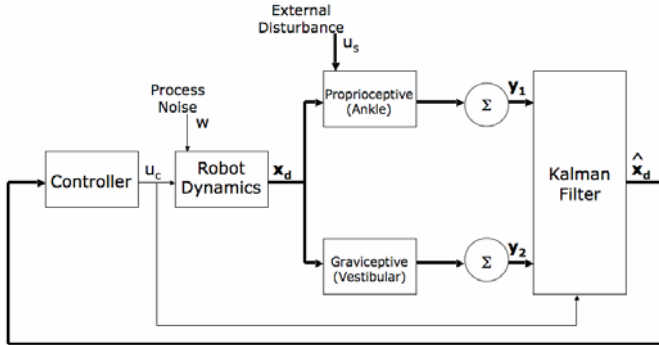 External
Disturbance
u_s
Proprioceptive
(Ankle)
Σ
y_1
Process
Noise
w
Controller
u_c
Robot
Dynamics
x_d
Kalman
Filter
x̂_d
Graviceptive
(Vestibular)
Σ
y_2